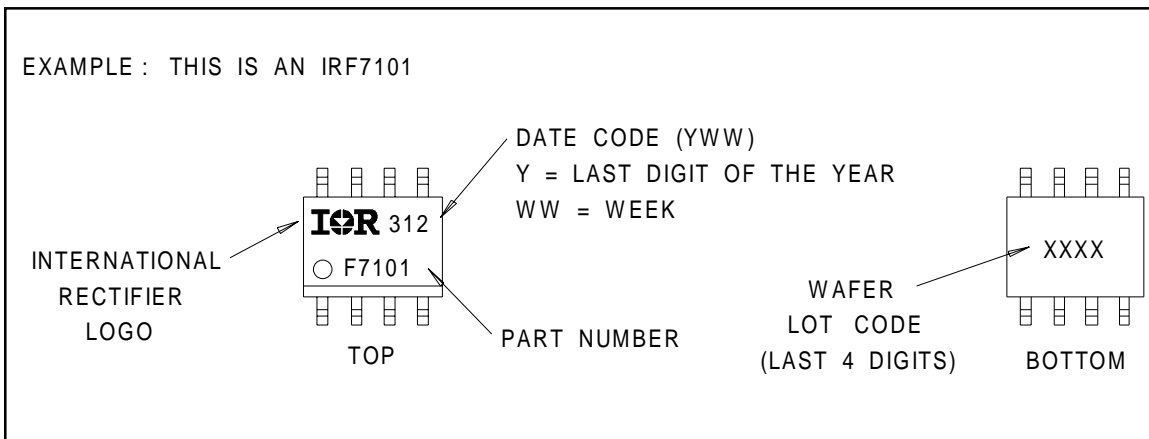 EXAMPLE : THIS IS AN IRF7101
DATE CODE (YWW)
Y = LAST DIGIT OF THE YEAR
WW = WEEK
IOR 312
F7101
INTERNATIONAL
RECTIFIER
LOGO
TOP
PART NUMBER
XXXX
WAFER
LOT CODE
(LAST 4 DIGITS)
BOTTOM